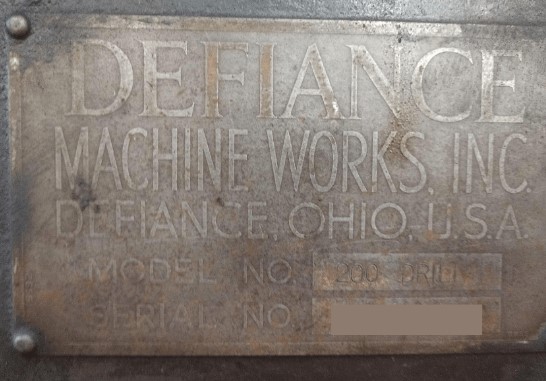 DEFIANCE
MACHINE WORKS, INC.
DEFIANCE, OHIO, U.S.A.
MODEL NO. 200 DRILL
SERIAL NO